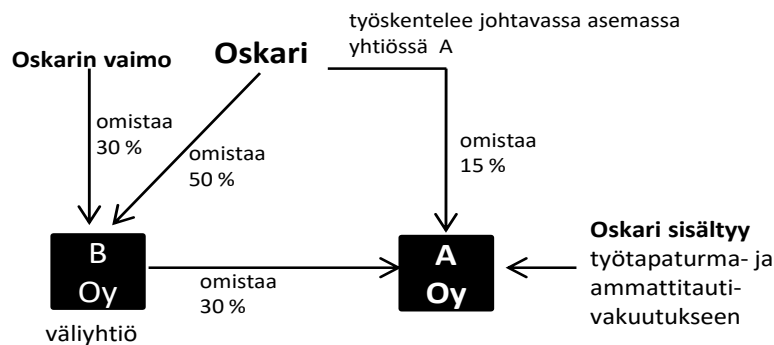 työskentelee johtavassa asemassa
yhtiössä A
Oskarin vaimo
Oskari
omistaa
30 %
omistaa
50 %
omistaa
15 %
B
Oy
väliyhtiö
omistaa
30 %
A
Oy
Oskari sisältyy
työtapaturma- ja
ammattitauti-
vakuutukseen